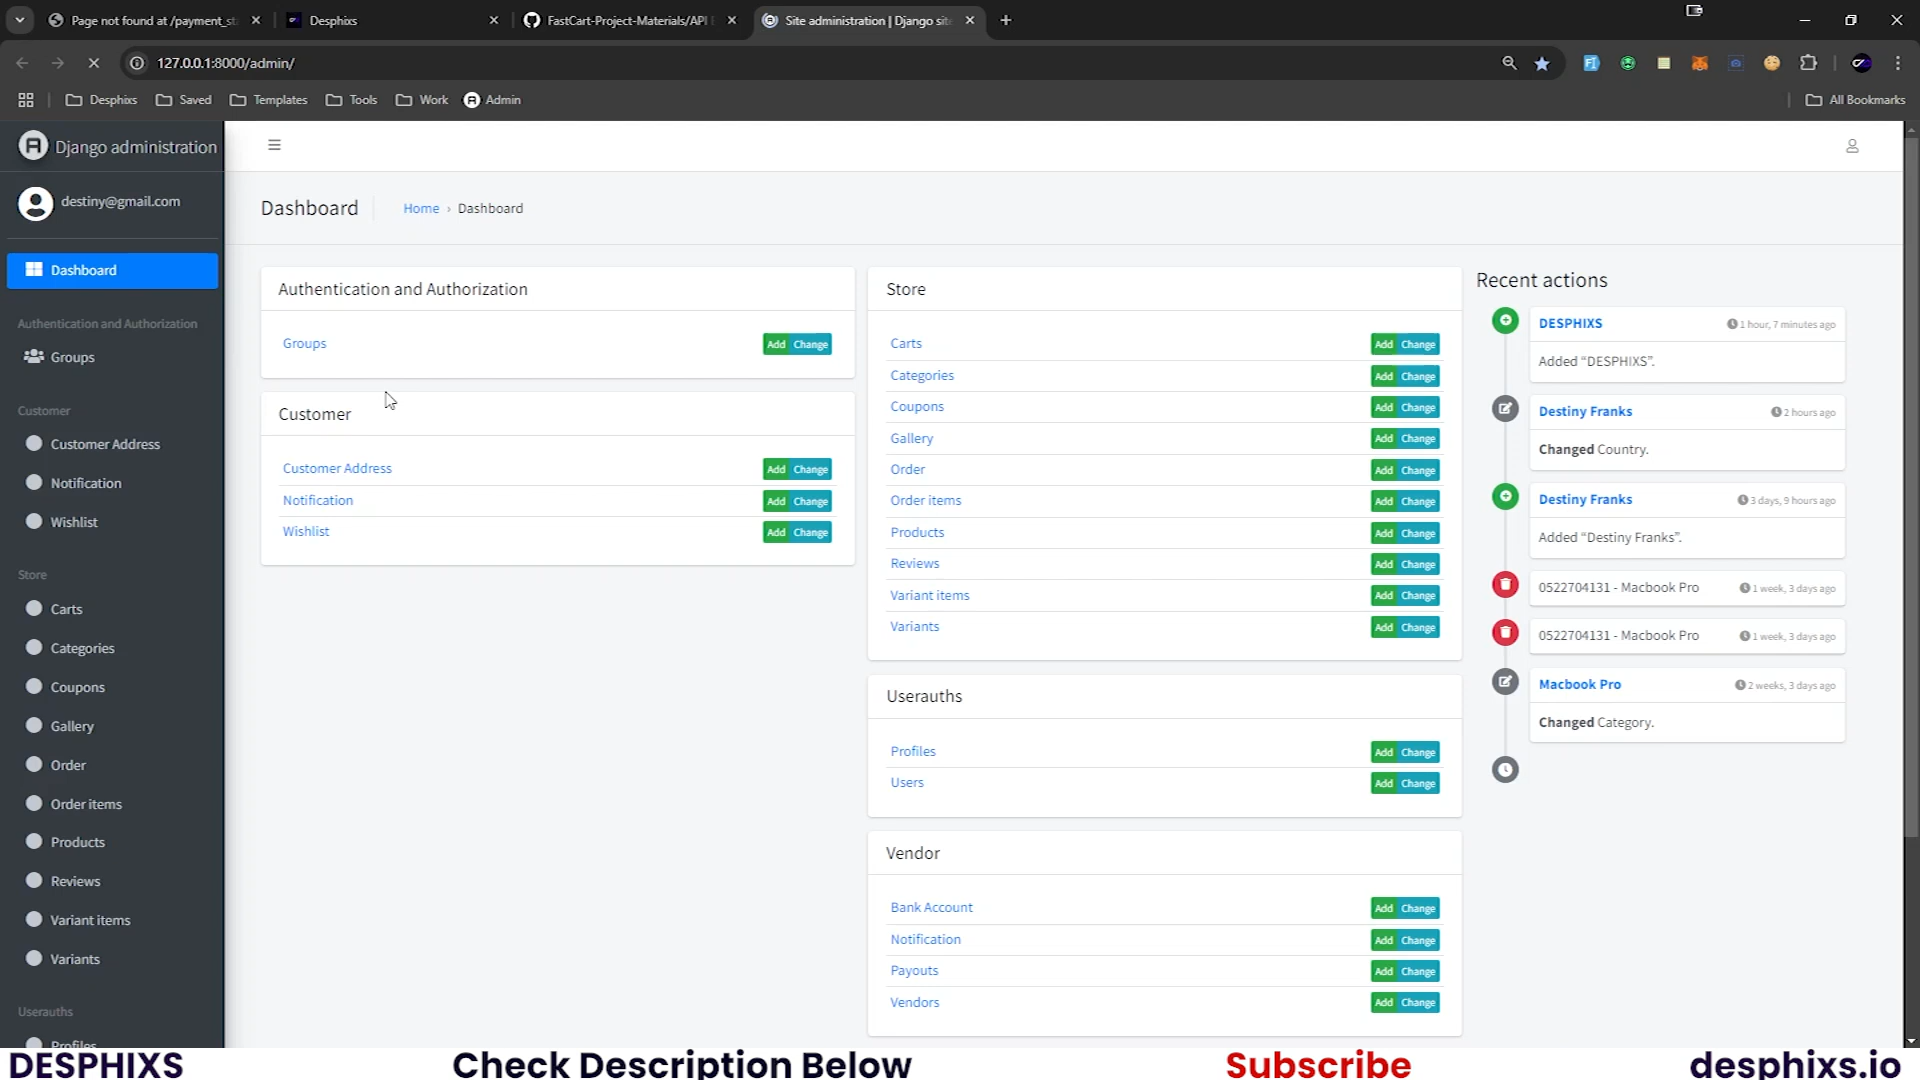 Page not found at /payment_st
Desphixs
FastCart-Project-Materials/API
Site administration | Django sit
127.0.0.1:8000/admin/
Desphixs
Saved
Templates
Tools
Work
Admin
All Bookmarks
Django administration
destiny@gmail.com
Dashboard
Authentication and Authorization
Groups
Customer
Customer Address
Notification
Wishlist
Store
Carts
Categories
Coupons
Gallery
Order
Order items
Products
Reviews
Variant items
Variants
Userauths
Profiles
Dashboard
Home › Dashboard
Authentication and Authorization
Groups Add Change
Customer
Customer Address Add Change
Notification Add Change
Wishlist Add Change
Store
Carts Add Change
Categories Add Change
Coupons Add Change
Gallery Add Change
Order Add Change
Order items Add Change
Products Add Change
Reviews Add Change
Variant items Add Change
Variants Add Change
Userauths
Profiles Add Change
Users Add Change
Vendor
Bank Account Add Change
Notification Add Change
Payouts Add Change
Vendors Add Change
Recent actions
DESPHIXS 1 hour, 7 minutes ago
Added “DESPHIXS”.
Destiny Franks 2 hours ago
Changed Country.
Destiny Franks 3 days, 9 hours ago
Added “Destiny Franks”.
0522704131 - Macbook Pro 1 week, 3 days ago
0522704131 - Macbook Pro 1 week, 3 days ago
Macbook Pro 2 weeks, 3 days ago
Changed Category.
DESPHIXS
Check Description Below
Subscribe
desphixs.io